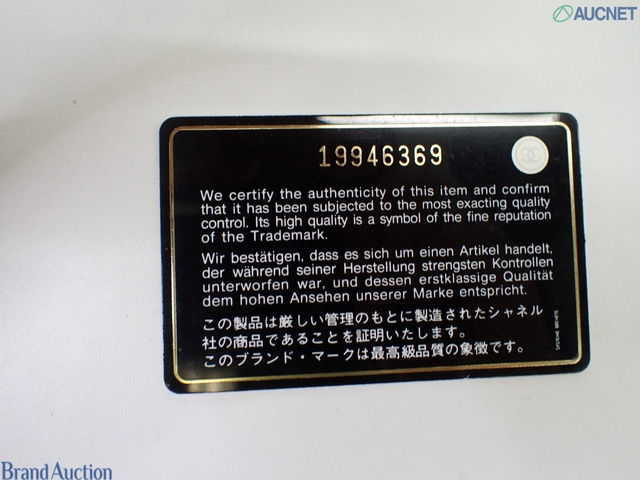 AUCNET
19946369
We certify the authenticity of this item and confirm
that it has been subjected to the most exacting quality
control. Its high quality is a symbol of the fine reputation
of the Trademark.
Wir bestätigen, dass es sich um einen Artikel handelt,
der während seiner Herstellung strengsten Kontrollen
unterworfen war, und dessen erstklassige Qualität
dem hohen Ansehen unserer Marke entspricht.
この製品は厳しい管理のもとに製造されたシャネル
社の商品であることを証明いたします。
このブランド・マークは最高級品質の象徴です。
SYSTEME BREVETE
Brand Auction